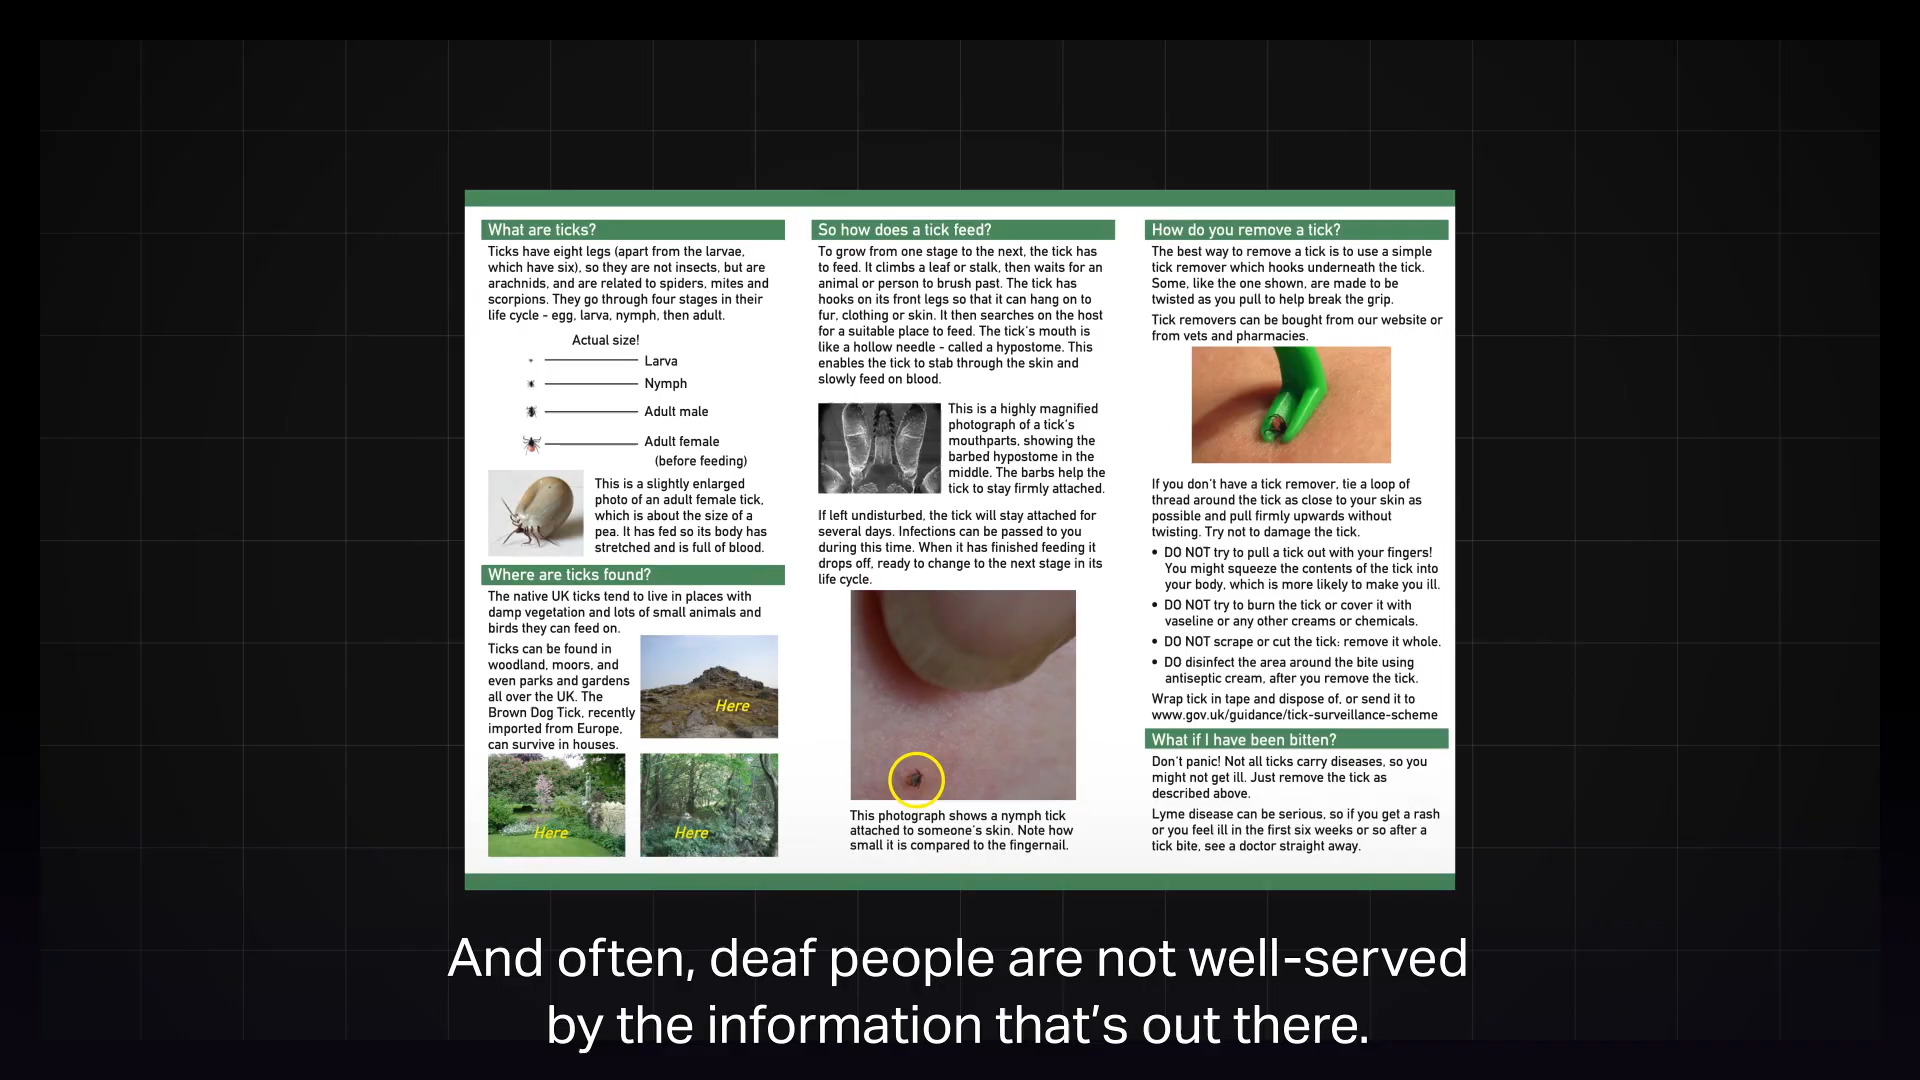 What are ticks?
Ticks have eight legs (apart from the larvae,
which have six), so they are not insects, but are
arachnids, and are related to spiders, mites and
scorpions. They go through four stages in their
life cycle - egg, larva, nymph, then adult.
Actual size!
Larva
Nymph
Adult male
Adult female
(before feeding)
This is a slightly enlarged
photo of an adult female tick,
which is about the size of a
pea. It has fed so its body has
stretched and is full of blood.
Where are ticks found?
The native UK ticks tend to live in places with
damp vegetation and lots of small animals and
birds they can feed on.
Ticks can be found in
woodland, moors, and
even parks and gardens
all over the UK. The
Brown Dog Tick, recently
imported from Europe,
can survive in houses.
Here
Here
Here
So how does a tick feed?
To grow from one stage to the next, the tick has
to feed. It climbs a leaf or stalk, then waits for an
animal or person to brush past. The tick has
hooks on its front legs so that it can hang on to
fur, clothing or skin. It then searches on the host
for a suitable place to feed. The tick's mouth is
like a hollow needle - called a hypostome. This
enables the tick to stab through the skin and
slowly feed on blood.
This is a highly magnified
photograph of a tick's
mouthparts, showing the
barbed hypostome in the
middle. The barbs help the
tick to stay firmly attached.
If left undisturbed, the tick will stay attached for
several days. Infections can be passed to you
during this time. When it has finished feeding it
drops off, ready to change to the next stage in its
life cycle.
This photograph shows a nymph tick
attached to someone's skin. Note how
small it is compared to the fingernail.
How do you remove a tick?
The best way to remove a tick is to use a simple
tick remover which hooks underneath the tick.
Some, like the one shown, are made to be
twisted as you pull to help break the grip.
Tick removers can be bought from our website or
from vets and pharmacies.
If you don't have a tick remover, tie a loop of
thread around the tick as close to your skin as
possible and pull firmly upwards without
twisting. Try not to damage the tick.
• DO NOT try to pull a tick out with your fingers!
You might squeeze the contents of the tick into
your body, which is more likely to make you ill.
• DO NOT try to burn the tick or cover it with
vaseline or any other creams or chemicals.
• DO NOT scrape or cut the tick: remove it whole.
• DO disinfect the area around the bite using
antiseptic cream, after you remove the tick.
Wrap tick in tape and dispose of, or send it to
www.gov.uk/guidance/tick-surveillance-scheme
What if I have been bitten?
Don't panic! Not all ticks carry diseases, so you
might not get ill. Just remove the tick as
described above.
Lyme disease can be serious, so if you get a rash
or you feel ill in the first six weeks or so after a
tick bite, see a doctor straight away.
And often, deaf people are not well-served
by the information that's out there.